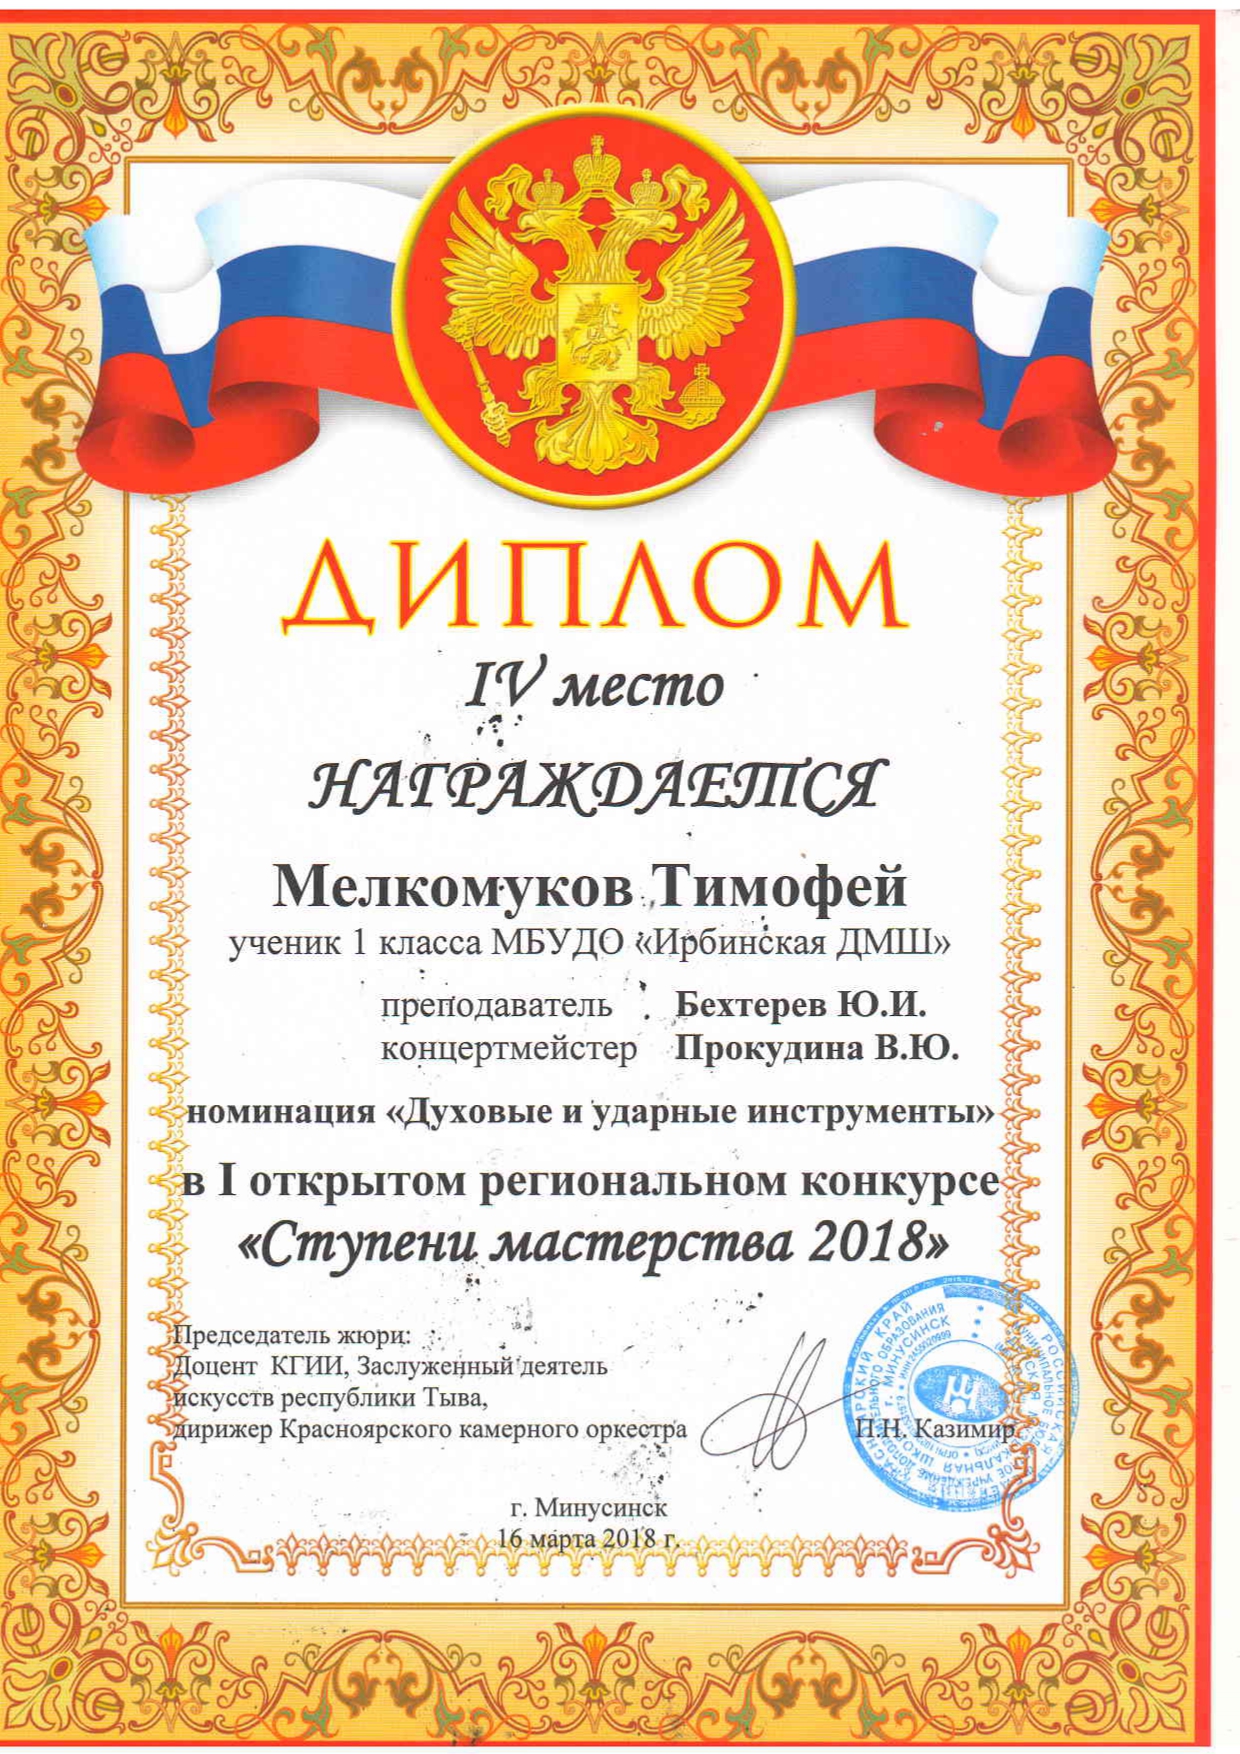 ДИПЛОМ
IV место
НАГРАЖДАЕТСЯ
Мелкомуков Тимофей
ученик 1 класса МБУДО «Ирбинская ДМШ»
преподаватель Бехтерев Ю.И.
концертмейстер Прокудина В.Ю.
номинация «Духовые и ударные инструменты»
в I открытом региональном конкурсе
«Ступени мастерства 2018»
Председатель жюри:
Доцент КГИИ, Заслуженный деятель
искусств республики Тыва,
дирижер Красноярского камерного оркестра П.Н. Казимир
г. МИНУСИНСК
г. Минусинск
16 марта 2018 г.